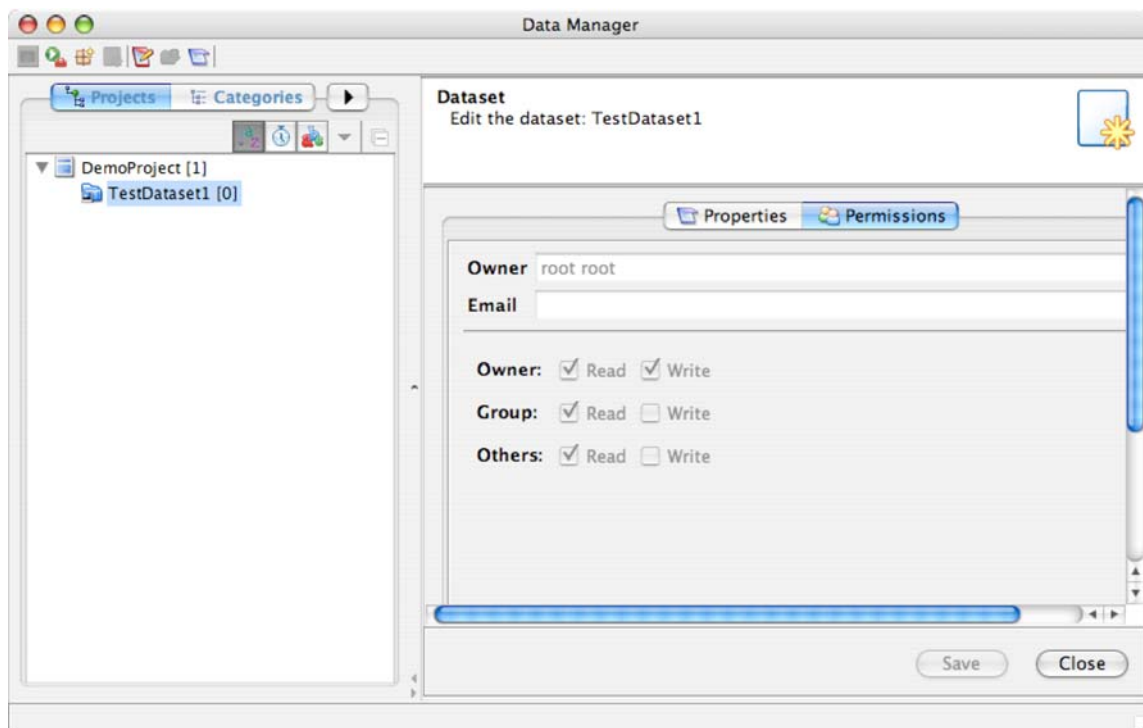 Data Manager
Projects Categories
DemoProject [1]
TestDataset1 [0]
Dataset
Edit the dataset: TestDataset1
Properties Permissions
Owner root root
Email
Owner: Read Write
Group: Read Write
Others: Read Write
Save Close